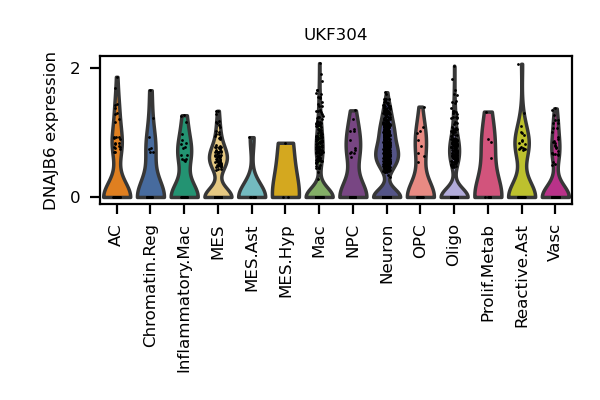 UKF304
DNAJB6 expression
2
0
AC
Chromatin.Reg
Inflammatory.Mac
MES
MES.Ast
MES.Hyp
Mac
NPC
Neuron
OPC
Oligo
Prolif.Metab
Reactive.Ast
Vasc